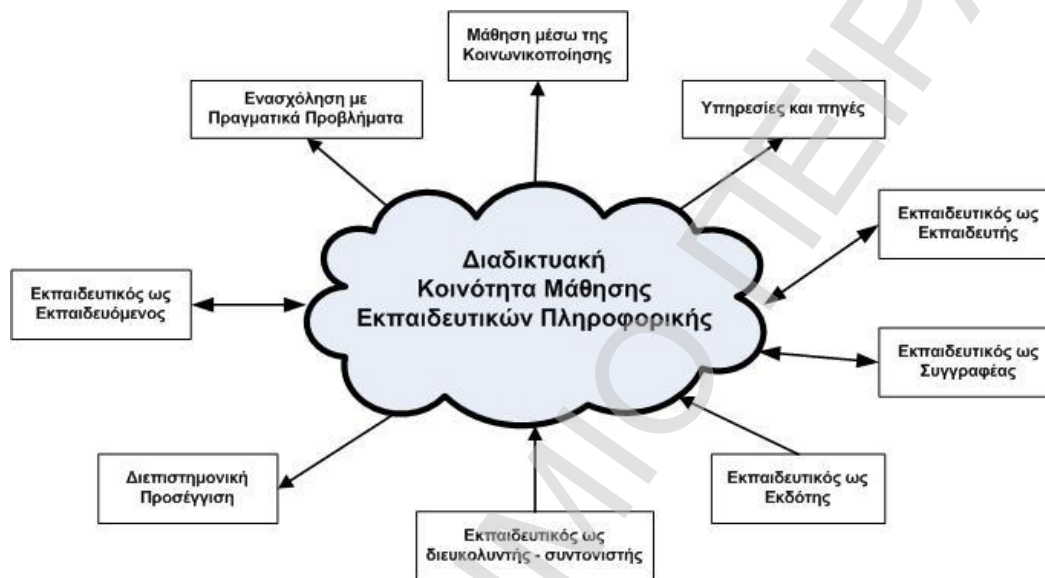 Μάθηση μέσω της
Κοινωνικοποίησης
Ενασχόληση με
Πραγματικά Προβλήματα
Υπηρεσίες και πηγές
Εκπαιδευτικός ως
Εκπαιδευτής
Διαδικτυακή
Κοινότητα Μάθησης
Εκπαιδευτικών Πληροφορικής
Εκπαιδευτικός ως
Εκπαιδευόμενος
Εκπαιδευτικός ως
Συγγραφέας
Διεπιστημονική
Προσέγγιση
Εκπαιδευτικός ως
Εκδότης
Εκπαιδευτικός ως
διευκολυντής - συντονιστής